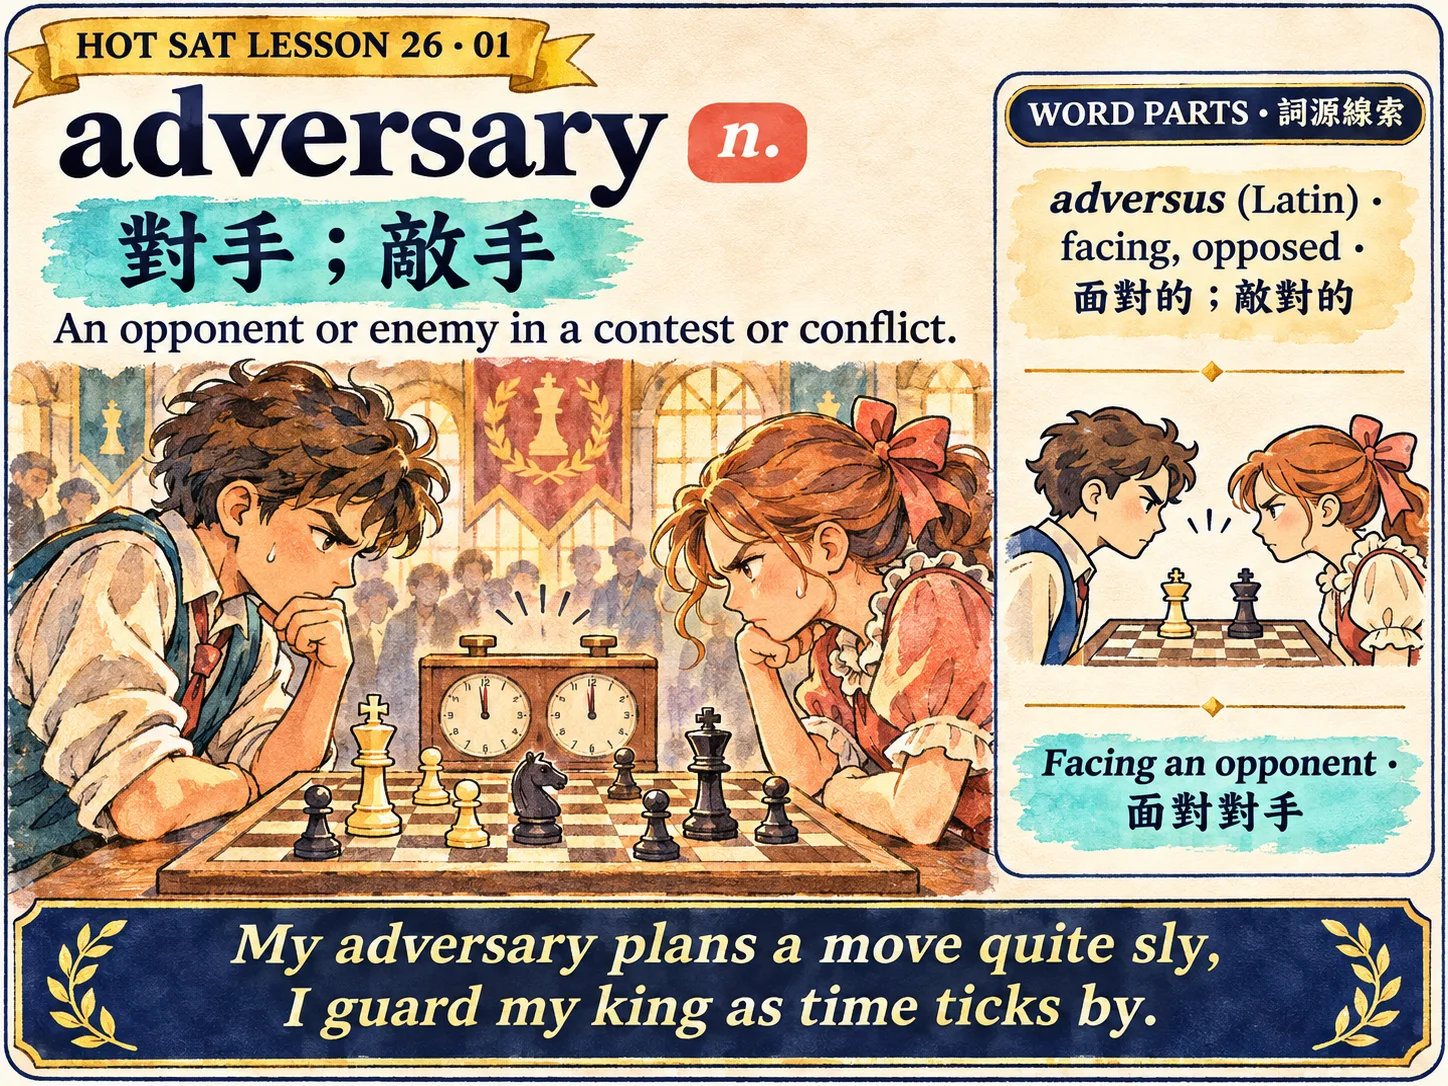 HOT SAT LESSON 26 · 01
adversary n.
對手；敵手
An opponent or enemy in a contest or conflict.
WORD PARTS · 詞源線索
adversus (Latin) ·
facing, opposed ·
面對的；敵對的
Facing an opponent ·
面對對手
My adversary plans a move quite sly,
I guard my king as time ticks by.